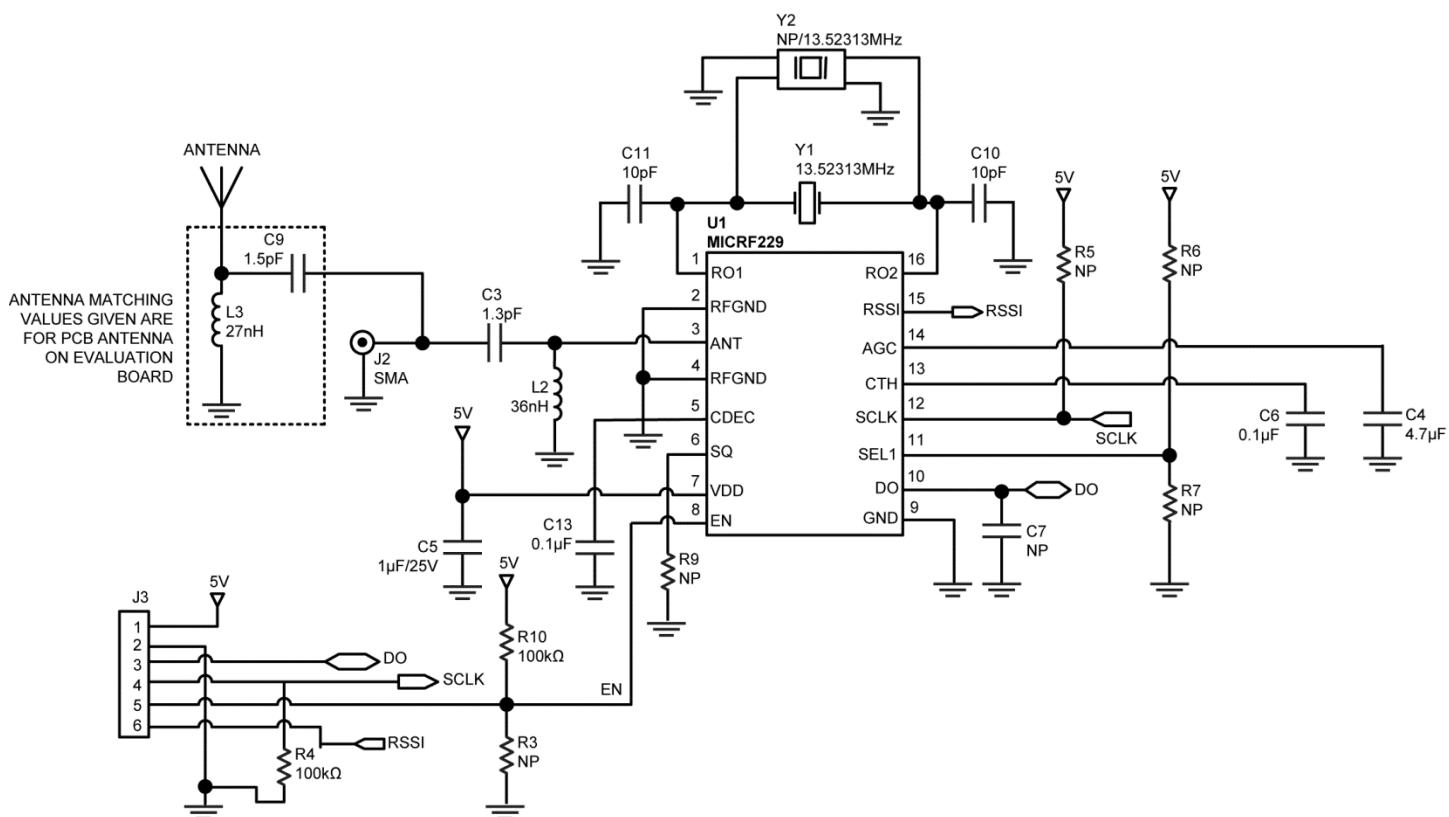 Y2
NP/13.52313MHz
ANTENNA
C11
10pF
Y1
13.52313MHz
C10
10pF
5V
5V
C9
1.5pF
L3
27nH
ANTENNA MATCHING
VALUES GIVEN ARE
FOR PCB ANTENNA
ON EVALUATION
BOARD
J2
SMA
C3
1.3pF
L2
36nH
U1
MICRF229
1
RO1
2
RFGND
3
ANT
4
RFGND
5
CDEC
6
SQ
7
VDD
8
EN
16
RO2
15
RSSI
RSSI
14
AGC
13
CTH
12
SCLK
SCLK
11
SEL1
10
DO
DO
9
GND
R5
NP
R6
NP
C6
0.1µF
C4
4.7µF
R7
NP
C7
NP
5V
C5
1µF/25V
C13
0.1µF
R9
NP
5V
R10
100kΩ
EN
R3
NP
5V
J3
1
2
3
4
5
6
DO
SCLK
RSSI
R4
100kΩ